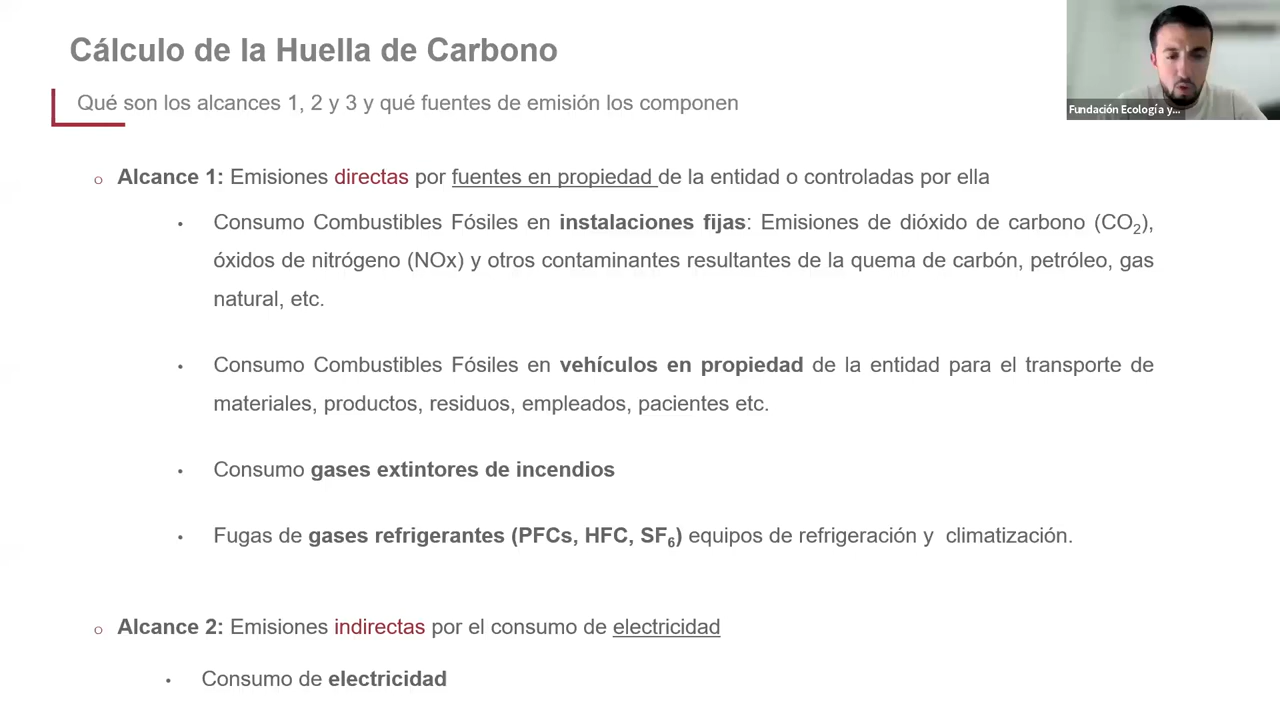 Cálculo de la Huella de Carbono
Qué son los alcances 1, 2 y 3 y qué fuentes de emisión los componen
Fundación Ecología y...
Alcance 1: Emisiones directas por fuentes en propiedad de la entidad o controladas por ella
Consumo Combustibles Fósiles en instalaciones fijas: Emisiones de dióxido de carbono (CO₂),
óxidos de nitrógeno (NOx) y otros contaminantes resultantes de la quema de carbón, petróleo, gas
natural, etc.
Consumo Combustibles Fósiles en vehículos en propiedad de la entidad para el transporte de
materiales, productos, residuos, empleados, pacientes etc.
Consumo gases extintores de incendios
Fugas de gases refrigerantes (PFCs, HFC, SF₆) equipos de refrigeración y climatización.
Alcance 2: Emisiones indirectas por el consumo de electricidad
Consumo de electricidad